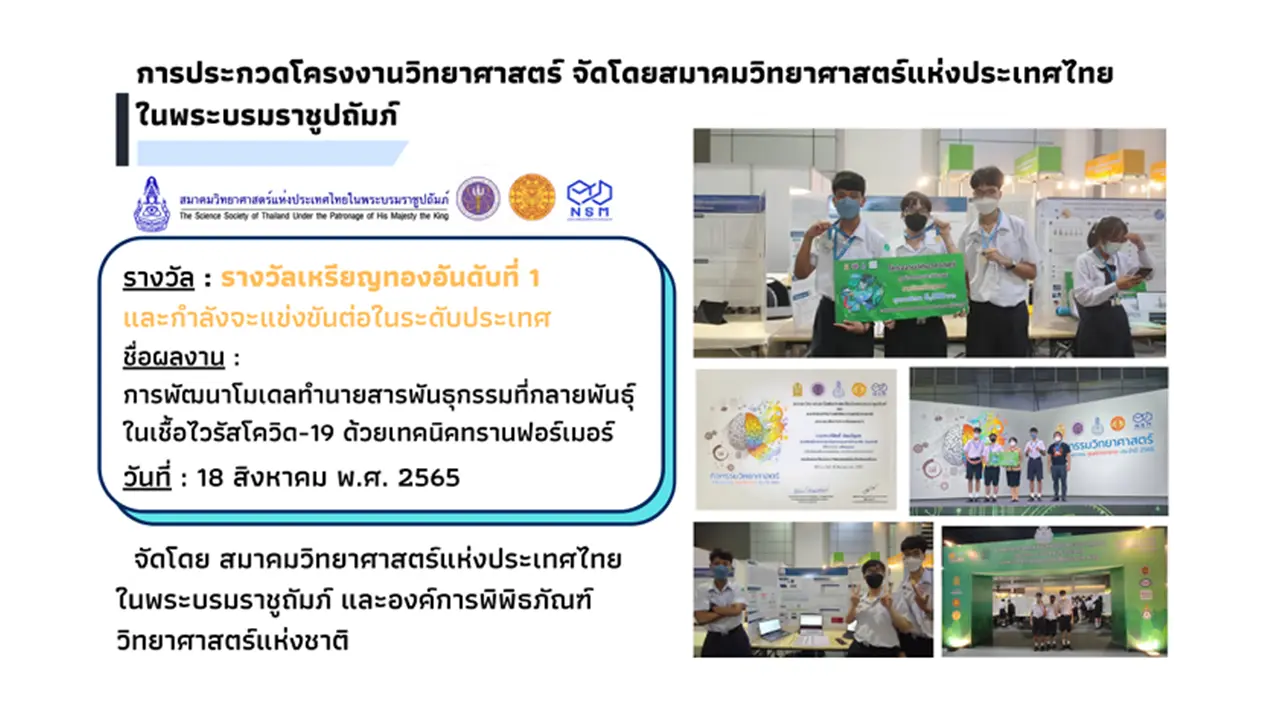 การประกวดโครงงานวิทยาศาสตร์ จัดโดยสมาคมวิทยาศาสตร์แห่งประเทศไทย
ในพระบรมราชูปถัมภ์
สมาคมวิทยาศาสตร์แห่งประเทศไทยในพระบรมราชูปถัมภ์
The Science Society of Thailand Under the Patronage of His Majesty the King
NSM
รางวัล : รางวัลเหรียญทองอันดับที่ 1
และกำลังจะแข่งขันต่อในระดับประเทศ
ชื่อผลงาน :
การพัฒนาโมเดลทำนายสารพันธุกรรมที่กลายพันธุ์
ในเชื้อไวรัสโควิด-19 ด้วยเทคนิคทรานฟอร์เมอร์
วันที่ : 18 สิงหาคม พ.ศ. 2565
จัดโดย สมาคมวิทยาศาสตร์แห่งประเทศไทย
ในพระบรมราชูถัมภ์ และองค์การพิพิธภัณฑ์
วิทยาศาสตร์แห่งชาติ
กิจกรรมวิทยาศาสตร์
NSM
กรรมวิทยาศาสตร์